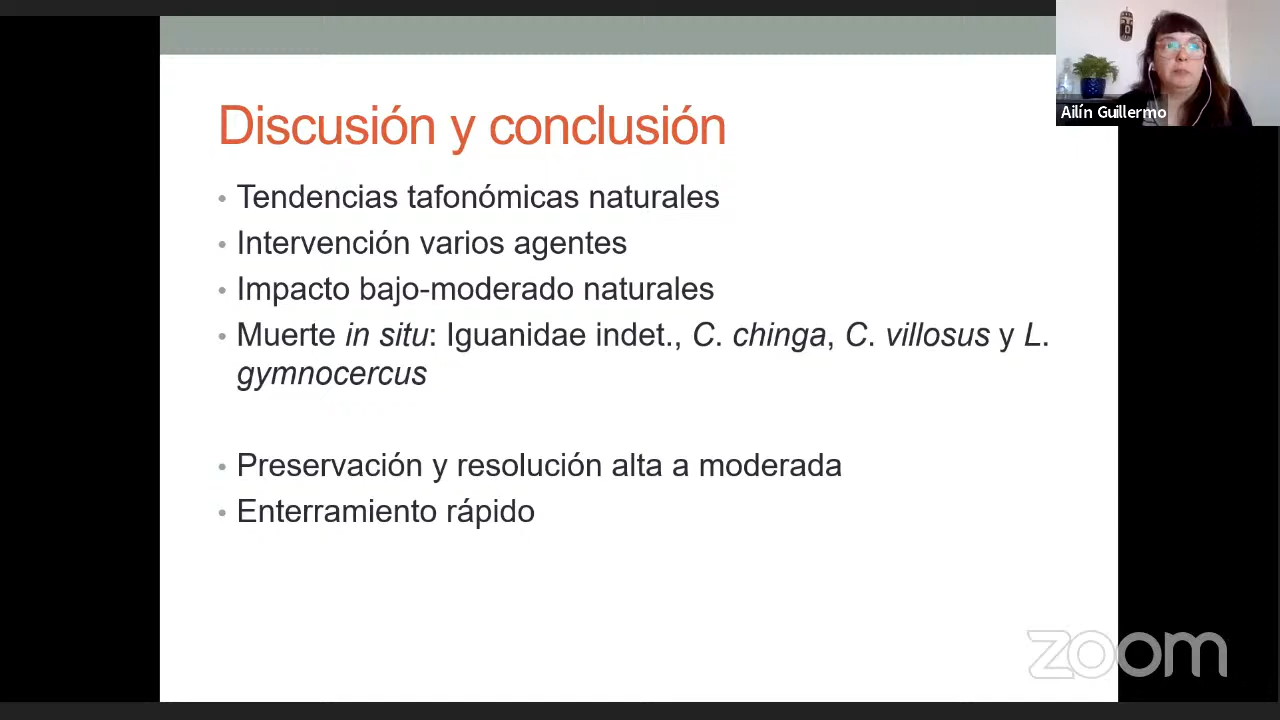 Ailín Guillermo
Discusión y conclusión
• Tendencias tafonómicas naturales
• Intervención varios agentes
• Impacto bajo-moderado naturales
• Muerte in situ: Iguanidae indet., C. chinga, C. villosus y L.
gymnocercus
• Preservación y resolución alta a moderada
• Enterramiento rápido
zoom